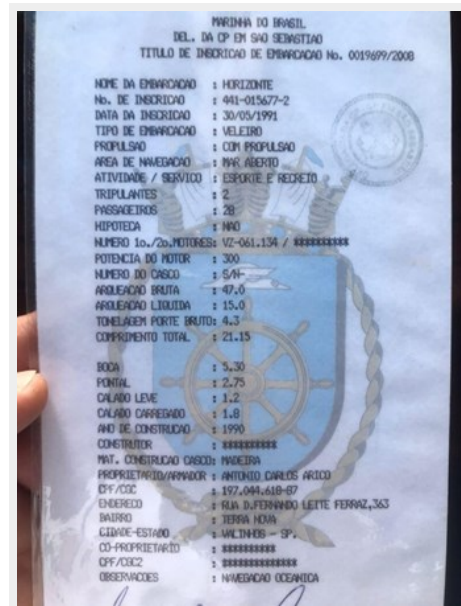 MARINHA DO BRASIL
DEL. DA CP EM SAO SEBASTIAO
TITULO DE INSCRICAO DE EMBARCACAO No. 0019699/2008
NOME DA EMBARCACAO : HORIZONTE
No. DE INSCRICAO : 441-015677-2
DATA DA INSCRICAO : 30/05/1991
TIPO DE EMBARCACAO : VELEIRO
PROPULSAO : COM PROPULSAO
AREA DE NAVEGACAO : MAR ABERTO
ATIVIDADE / SERVICO : ESPORTE E RECREIO
TRIPULANTES : 2
PASSAGEIROS : 28
HIPOTECA : NAO
NUMERO 1o./2o.MOTORES: VZ-061.134 / **********
POTENCIA DO MOTOR : 300
NUMERO DO CASCO : S/N-
ARQUEACAO BRUTA : 47.0
ARQUEACAO LIQUIDA : 15.0
TONELAGEM PORTE BRUTO: 4.3
COMPRIMENTO TOTAL : 21.15
BOCA : 5.30
PONTAL : 2.75
CALADO LEVE : 1.2
CALADO CARREGADO : 1.8
ANO DE CONSTRUCAO : 1990
CONSTRUTOR : **********
MAT. CONSTRUCAO CASCO: MADEIRA
PROPRIETARIO/ARMADOR : ANTONIO CARLOS ARICO
CPF/CGC : 197.044.618-87
ENDERECO : RUA D.FERNANDO LEITE FERRAZ,363
BAIRRO : TERRA NOVA
CIDADE-ESTADO : VALINHOS - SP.
CO-PROPRIETARIO : **********
CPF/CGC2 : **************
OBSERVACOES : NAVEGACAO OCEANICA